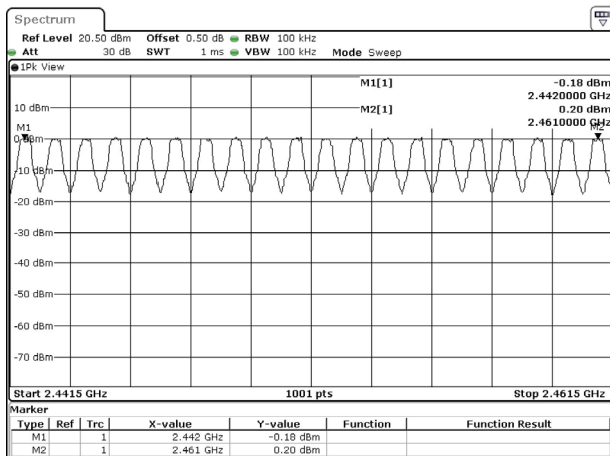 Spectrum
Ref Level 20.50 dBm Offset 0.50 dB RBW 100 kHz
Att 30 dB SWT 1 ms VBW 100 kHz Mode Sweep
1Pk View
M1[1] -0.18 dBm
2.4420000 GHz
10 dBm
M2[1] 0.20 dBm
2.4610000 GHz
M1 M2
0 dBm
-10 dBm
-20 dBm
-30 dBm
-40 dBm
-50 dBm
-60 dBm
-70 dBm
Start 2.4415 GHz 1001 pts Stop 2.4615 GHz
Marker
Type Ref Trc X-value Y-value Function Function Result
M1 1 2.442 GHz -0.18 dBm
M2 1 2.461 GHz 0.20 dBm